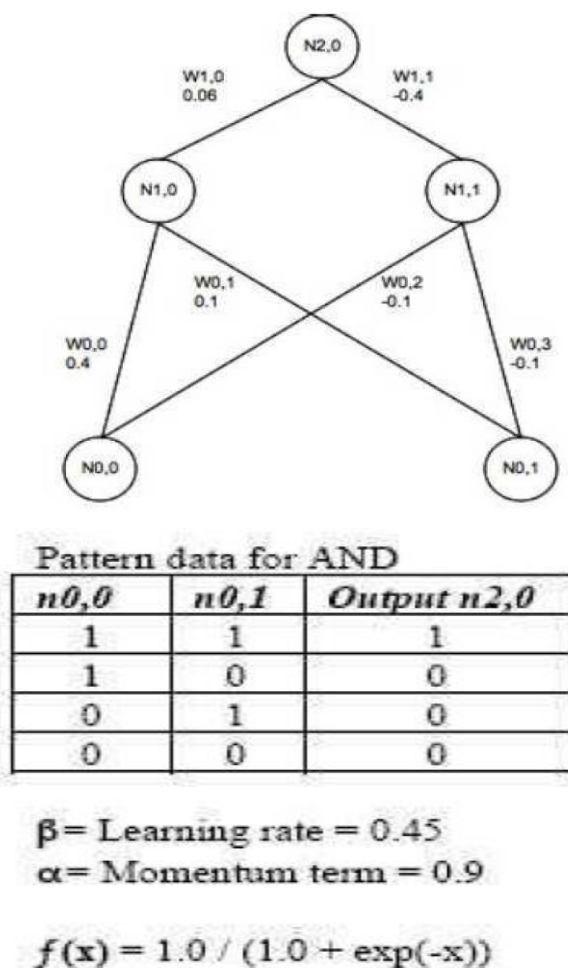 N2,0
W1,0 W1,1
0.06 -0.4
N1,0 N1,1
W0,1 W0,2
0.1 -0.1
W0,0 W0,3
0.4 -0.1
N0,0 N0,1
Pattern data for AND
n0,0 n0,1 Output n2,0
1 1 1
1 0 0
0 1 0
0 0 0
β= Learning rate = 0.45
α= Momentum term = 0.9
f(x) = 1.0 / (1.0 + exp(-x))